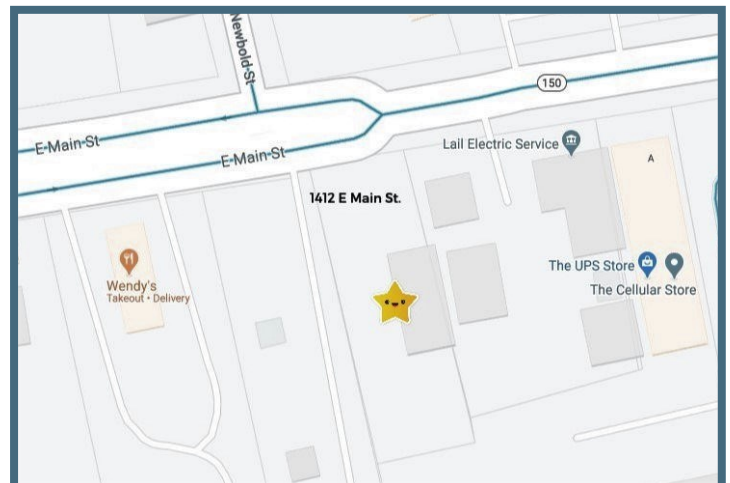 Newbold St
150
E Main St
E Main St
Lail Electric Service
A
1412 E Main St.
Wendy's
Takeout • Delivery
The UPS Store
The Cellular Store